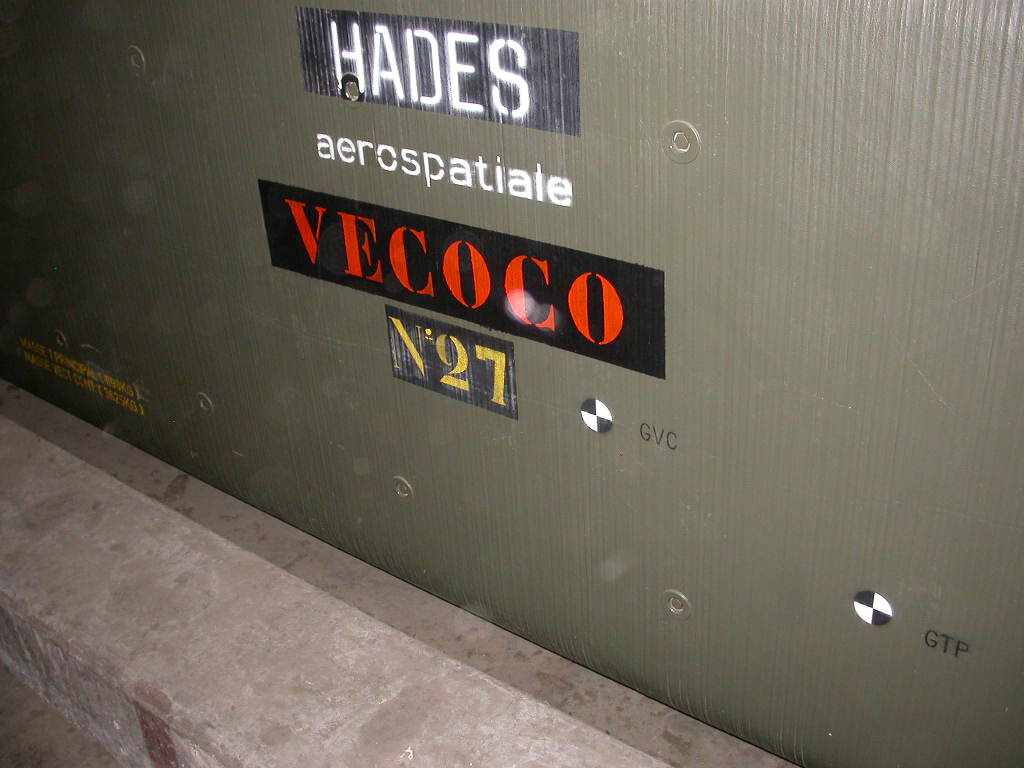 HADES
aerospatiale
VECOCO
N°27
GVC
GTP